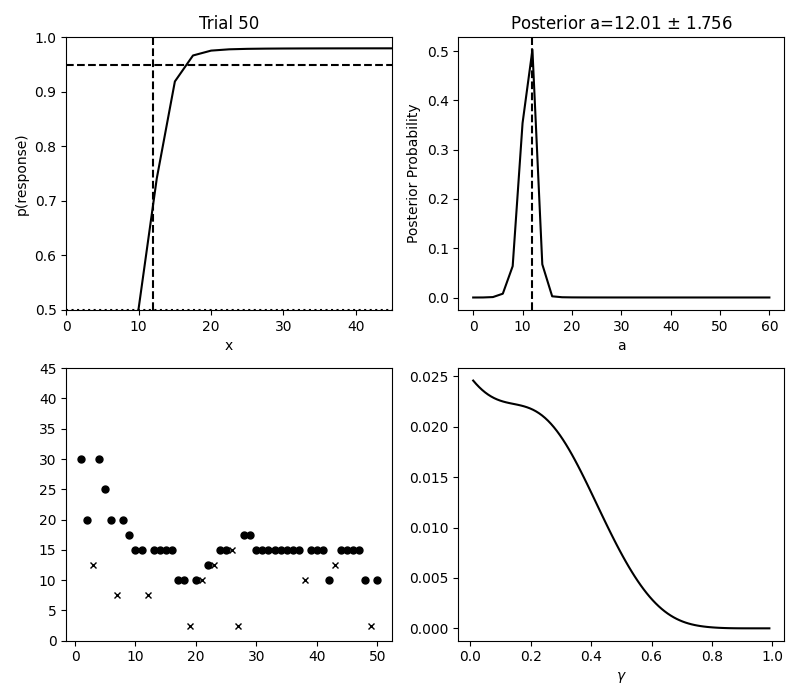 Trial 50
1.0
0.9
0.8
0.7
0.6
0.5
p(response)
0 10 20 30 40
x
Posterior a=12.01 ± 1.756
0.5
0.4
0.3
0.2
0.1
0.0
Posterior Probability
0 10 20 30 40 50 60
a
45
40
35
30
25
20
15
10
5
0
0 10 20 30 40 50
0.025
0.020
0.015
0.010
0.005
0.000
0.0 0.2 0.4 0.6 0.8 1.0
γ